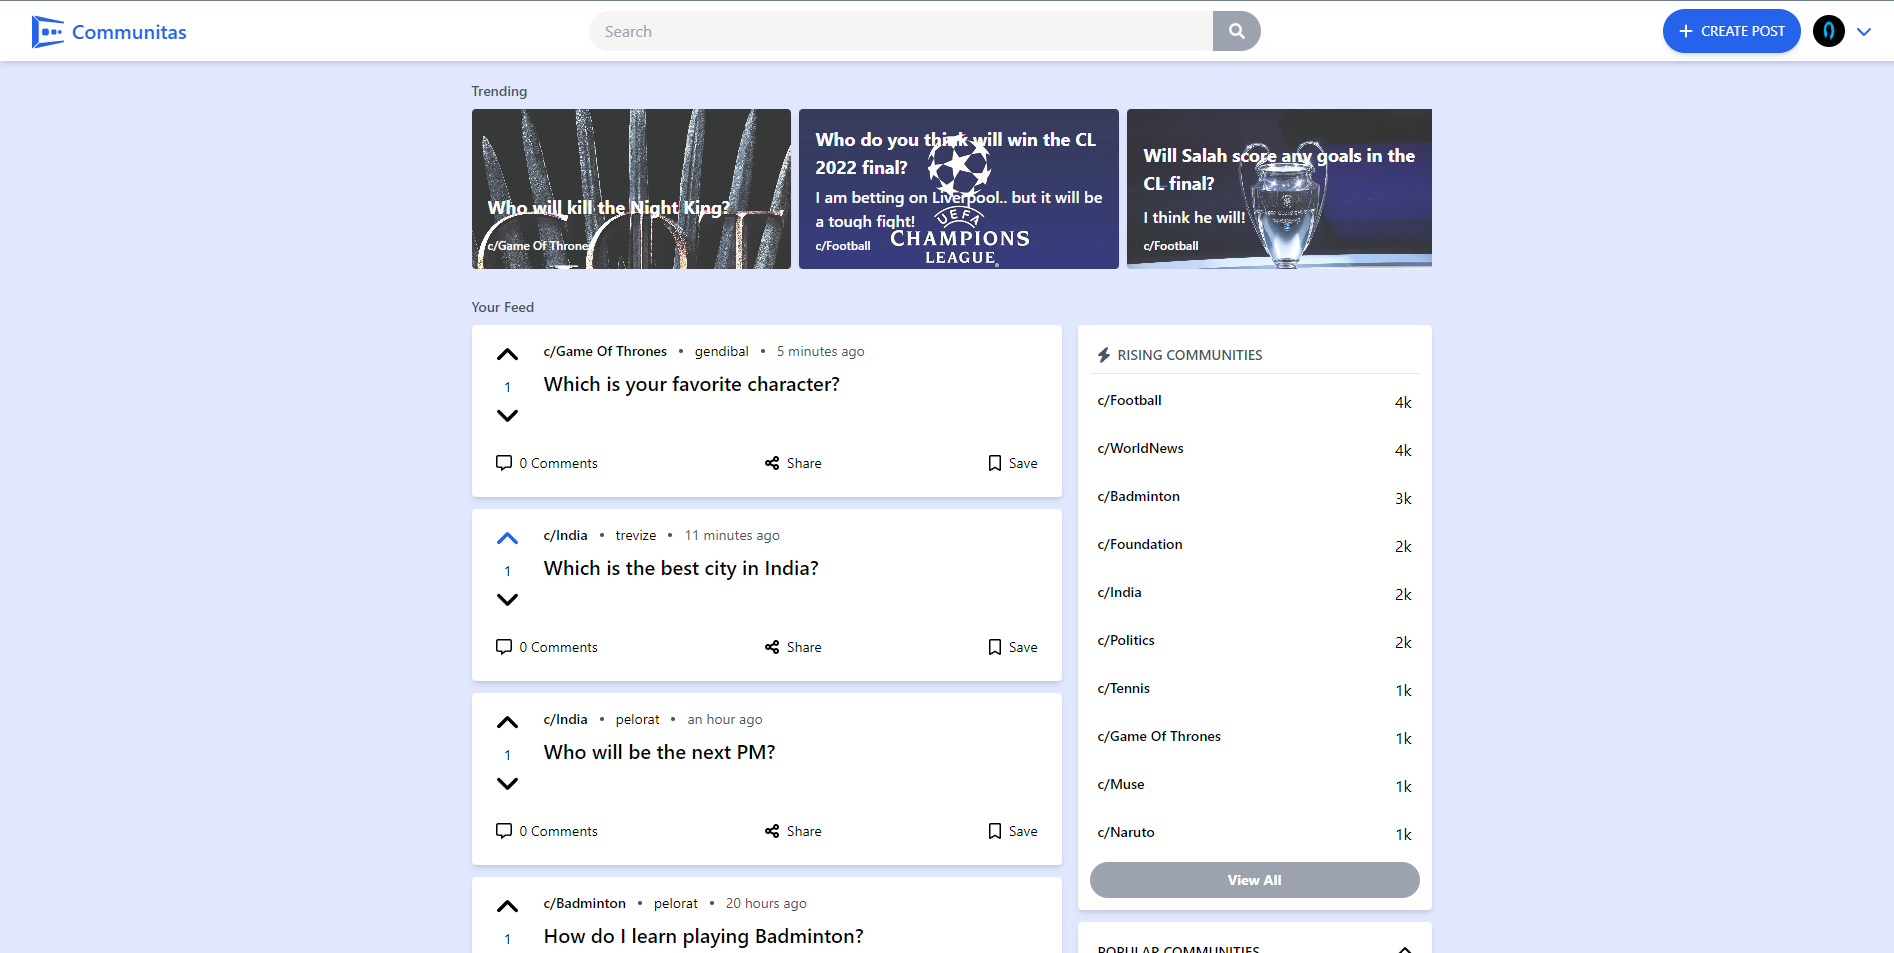 Communitas
Search
CREATE POST
Trending
Who will kill the Night King?
c/Game Of Thrones
Who do you think will win the CL
2022 final?
I am betting on Liverpool.. but it will be
a tough fight!
c/Football
UEFA
CHAMPIONS
LEAGUE
Will Salah score any goals in the
CL final?
I think he will!
c/Football
Your Feed
c/Game Of Thrones • gendibal • 5 minutes ago
1
Which is your favorite character?
0 Comments
Share
Save
c/India • trevize • 11 minutes ago
1
Which is the best city in India?
0 Comments
Share
Save
c/India • pelorat • an hour ago
1
Who will be the next PM?
0 Comments
Share
Save
c/Badminton • pelorat • 20 hours ago
1
How do I learn playing Badminton?
RISING COMMUNITIES
c/Football 4k
c/WorldNews 4k
c/Badminton 3k
c/Foundation 2k
c/India 2k
c/Politics 2k
c/Tennis 1k
c/Game Of Thrones 1k
c/Muse 1k
c/Naruto 1k
View All
POPULAR COMMUNITIES